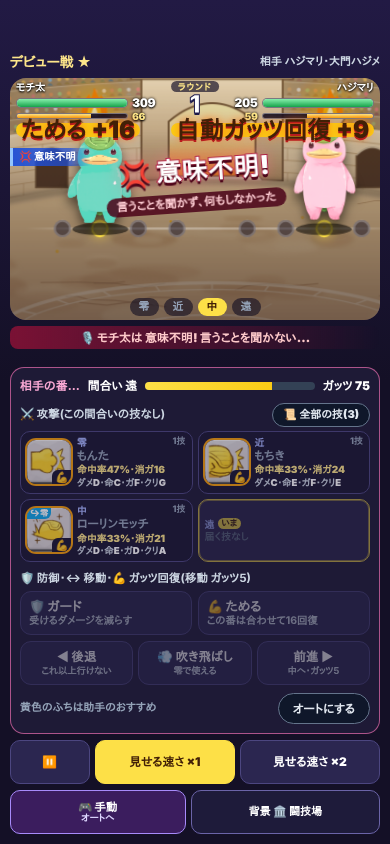 デビュー戦 ★
相手 ハジマリ・大門ハジメ
モチ太
ラウンド
ハジマリ
309
1
205
66
59
ためる +16
自動ガッツ回復 +9
💢 意味不明
💢 意味不明!
言うことを聞かず、何もしなかった
零 近 中 遠
🎙️ モチ太は 意味不明! 言うことを聞かない…
相手の番… 間合い 遠
ガッツ 75
⚔️ 攻撃(この間合いの技なし)
📜 全部の技(3)
零 1技
もんた
命中率47%・消ガ16
ダメD・命C・ガF・クリG
近 1技
もちき
命中率33%・消ガ24
ダメC・命E・ガF・クリE
↪零
中 1技
ローリンモッチ
命中率33%・消ガ21
ダメD・命E・ガD・クリA
遠 いま
届く技なし
🛡️ 防御・↔ 移動・💪 ガッツ回復(移動 ガッツ5)
🛡️ ガード
受けるダメージを減らす
💪 ためる
この番は合わせて16回復
◀ 後退
これ以上行けない
💨 吹き飛ばし
零で使える
前進 ▶
中へ・ガッツ5
黄色のふちは助手のおすすめ
オートにする
⏸️
見せる速さ ×1
見せる速さ ×2
🎮 手動
オートへ
背景 🏛️ 闘技場